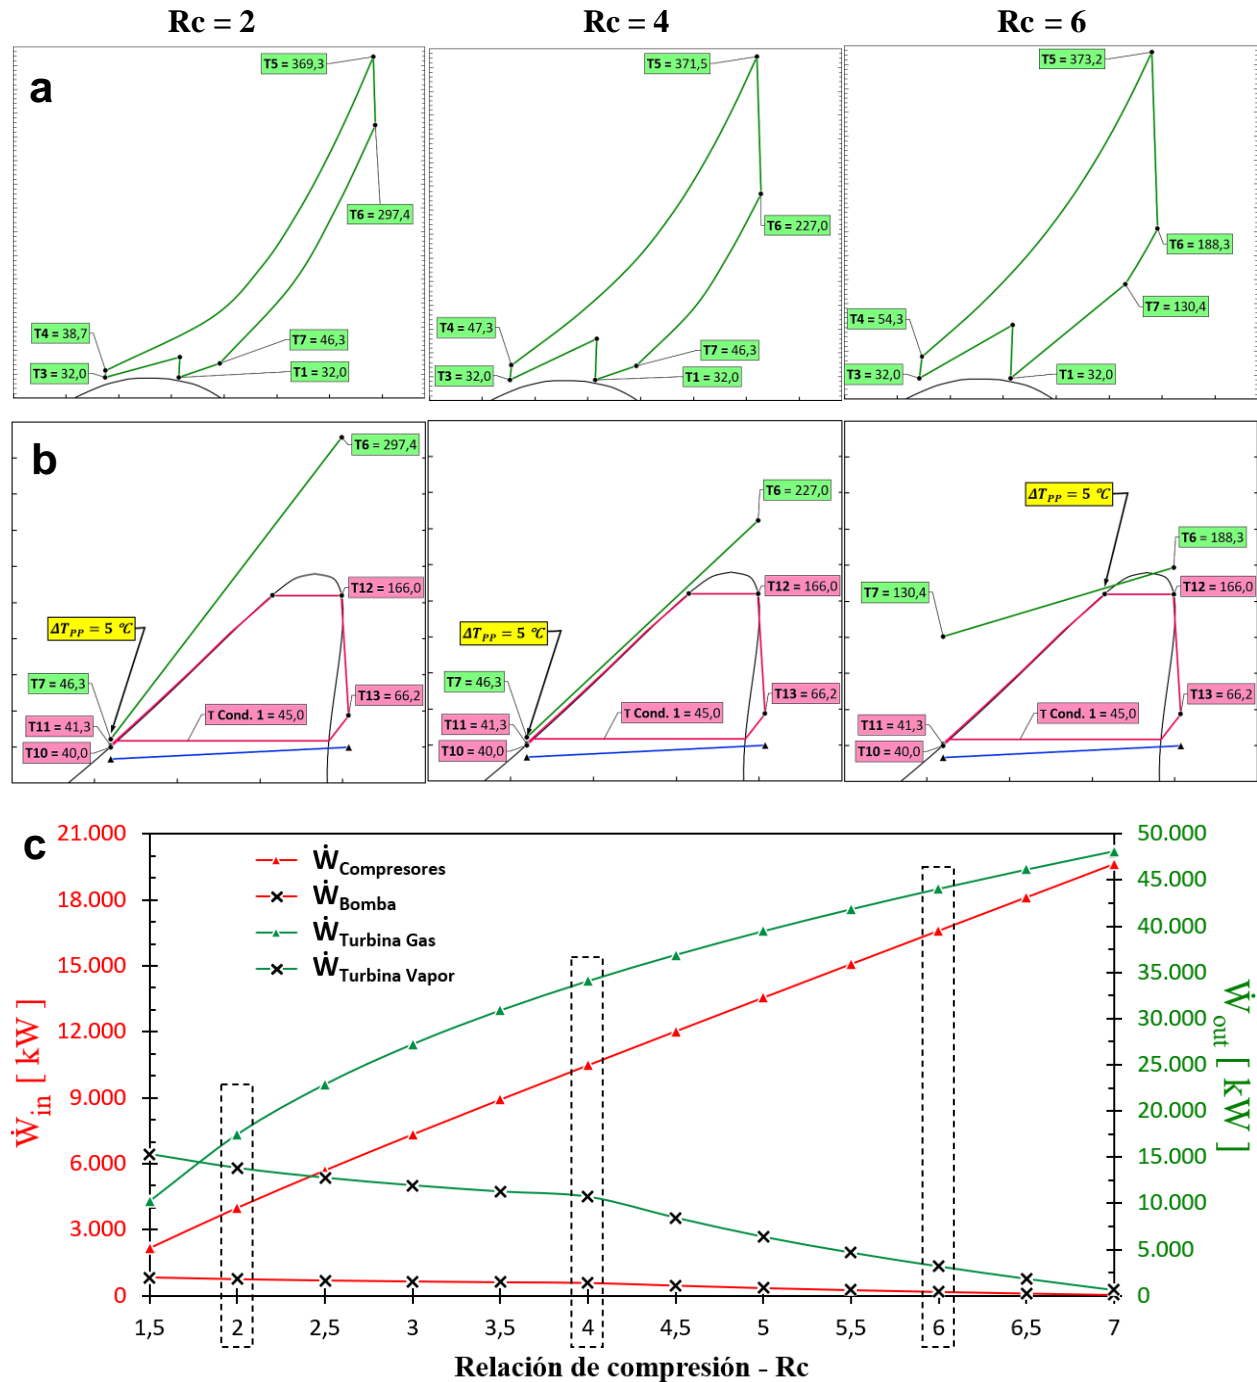 Rc = 2
Rc = 4
Rc = 6
a
T5 = 369,3
T6 = 297,4
T4 = 38,7
T3 = 32,0
T7 = 46,3
T1 = 32,0
T5 = 371,5
T6 = 227,0
T4 = 47,3
T3 = 32,0
T7 = 46,3
T1 = 32,0
T5 = 373,2
T6 = 188,3
T7 = 130,4
T4 = 54,3
T3 = 32,0
T1 = 32,0
b
T6 = 297,4
T12 = 166,0
ΔT_PP = 5 °C
T7 = 46,3
T13 = 66,2
T11 = 41,3
T Cond. 1 = 45,0
T10 = 40,0
T6 = 227,0
T12 = 166,0
ΔT_PP = 5 °C
T7 = 46,3
T13 = 66,2
T11 = 41,3
T Cond. 1 = 45,0
T10 = 40,0
ΔT_PP = 5 °C
T6 = 188,3
T7 = 130,4
T12 = 166,0
T13 = 66,2
T11 = 41,3
T Cond. 1 = 45,0
T10 = 40,0
c
21.000
18.000
15.000
12.000
9.000
6.000
3.000
0
Ẇin [ kW ]
ẆCompresores
ẆBomba
ẆTurbina Gas
ẆTurbina Vapor
50.000
45.000
40.000
35.000
30.000
25.000
20.000
15.000
10.000
5.000
0
Ẇout [ kW ]
1,5 2 2,5 3 3,5 4 4,5 5 5,5 6 6,5 7
Relación de compresión - Rc